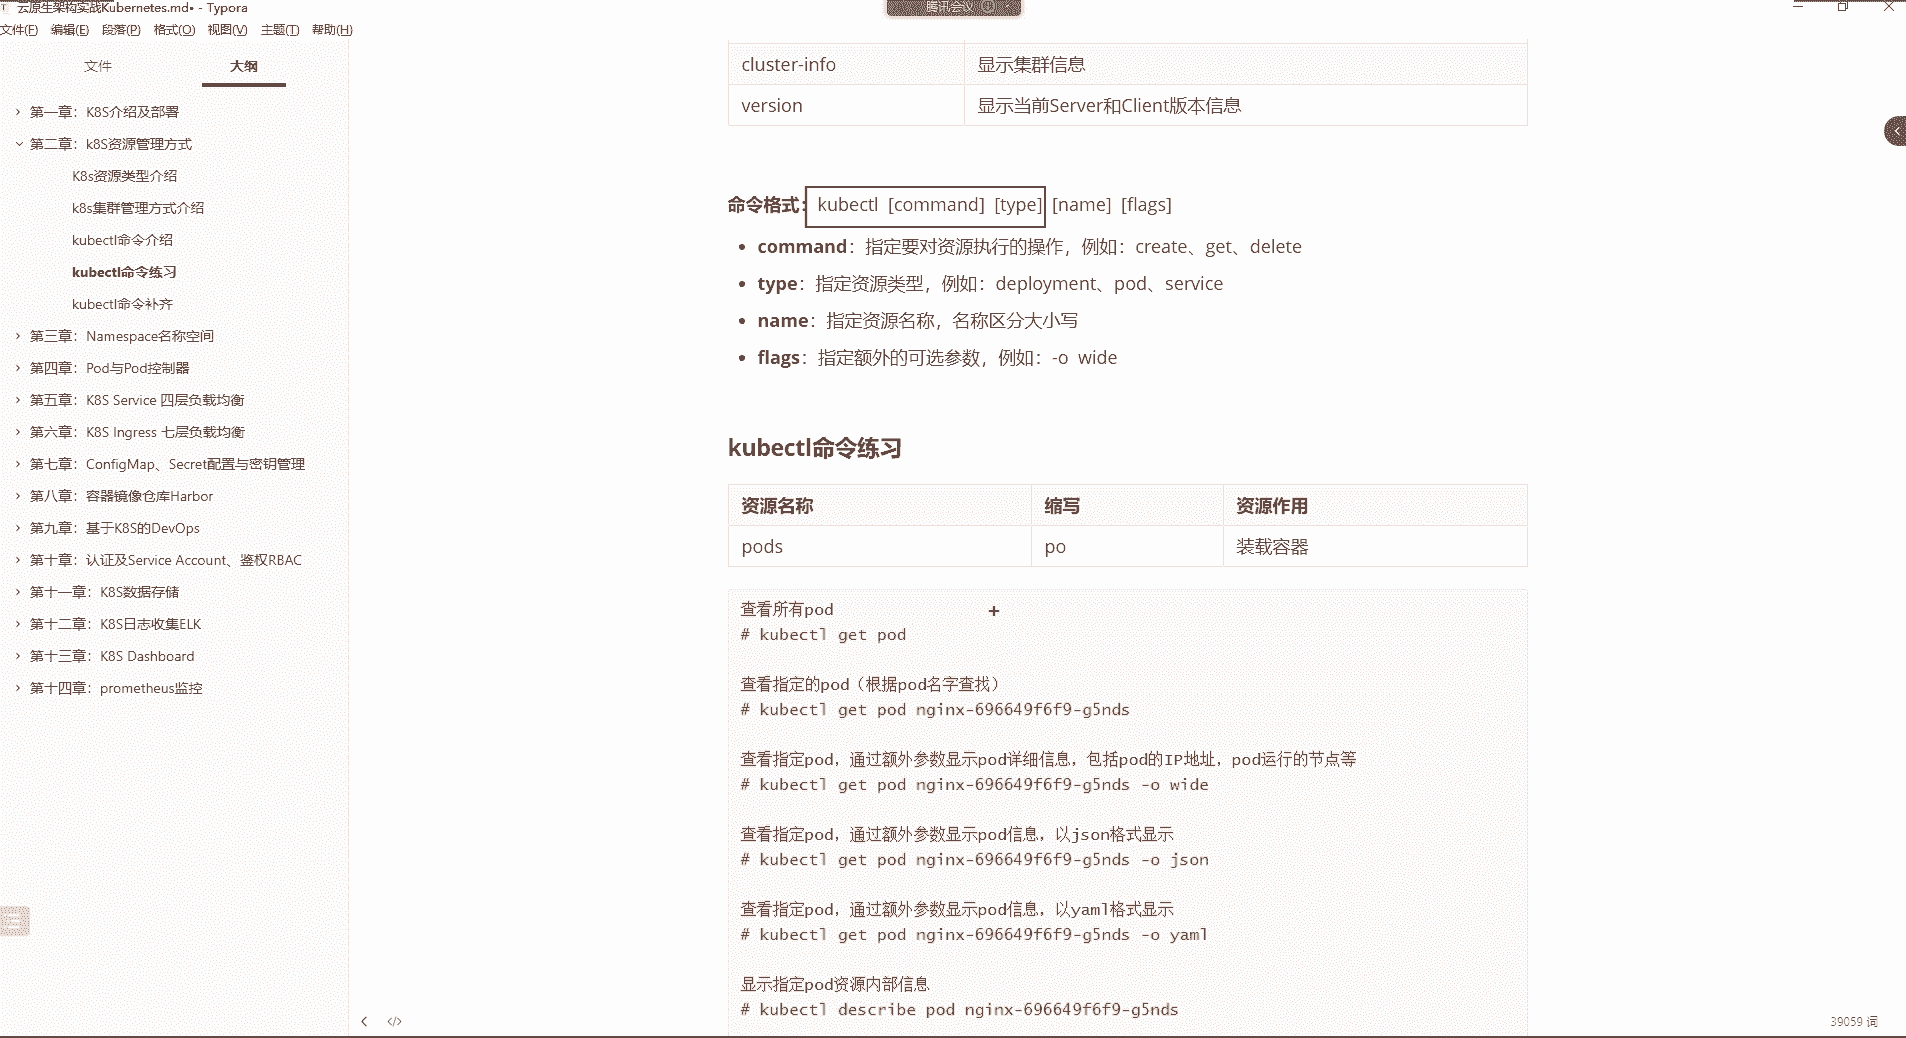 云原生架构实战Kubernetes.md• - Typora
腾讯会议
文件(F) 编辑(E) 段落(P) 格式(O) 视图(V) 主题(T) 帮助(H)
文件 大纲
第一章：K8S介绍及部署
第二章：k8S资源管理方式
K8s资源类型介绍
k8s集群管理方式介绍
kubectl命令介绍
kubectl命令练习
kubectl命令补齐
第三章：Namespace名称空间
第四章：Pod与Pod控制器
第五章：K8S Service 四层负载均衡
第六章：K8S Ingress 七层负载均衡
第七章：ConfigMap、Secret配置与密钥管理
第八章：容器镜像仓库Harbor
第九章：基于K8S的DevOps
第十章：认证及Service Account、鉴权RBAC
第十一章：K8S数据存储
第十二章：K8S日志收集ELK
第十三章：K8S Dashboard
第十四章：prometheus监控
cluster-info 显示集群信息
version 显示当前Server和Client版本信息
命令格式：kubectl [command] [type] [name] [flags]
• command：指定要对资源执行的操作，例如：create、get、delete
• type：指定资源类型，例如：deployment、pod、service
• name：指定资源名称，名称区分大小写
• flags：指定额外的可选参数，例如：-o wide
kubectl命令练习
资源名称 缩写 资源作用
pods po 装载容器
查看所有pod
# kubectl get pod
查看指定的pod（根据pod名字查找）
# kubectl get pod nginx-696649f6f9-g5nds
查看指定pod，通过额外参数显示pod详细信息，包括pod的IP地址，pod运行的节点等
# kubectl get pod nginx-696649f6f9-g5nds -o wide
查看指定pod，通过额外参数显示pod信息，以json格式显示
# kubectl get pod nginx-696649f6f9-g5nds -o json
查看指定pod，通过额外参数显示pod信息，以yaml格式显示
# kubectl get pod nginx-696649f6f9-g5nds -o yaml
显示指定pod资源内部信息
# kubectl describe pod nginx-696649f6f9-g5nds
39059 词